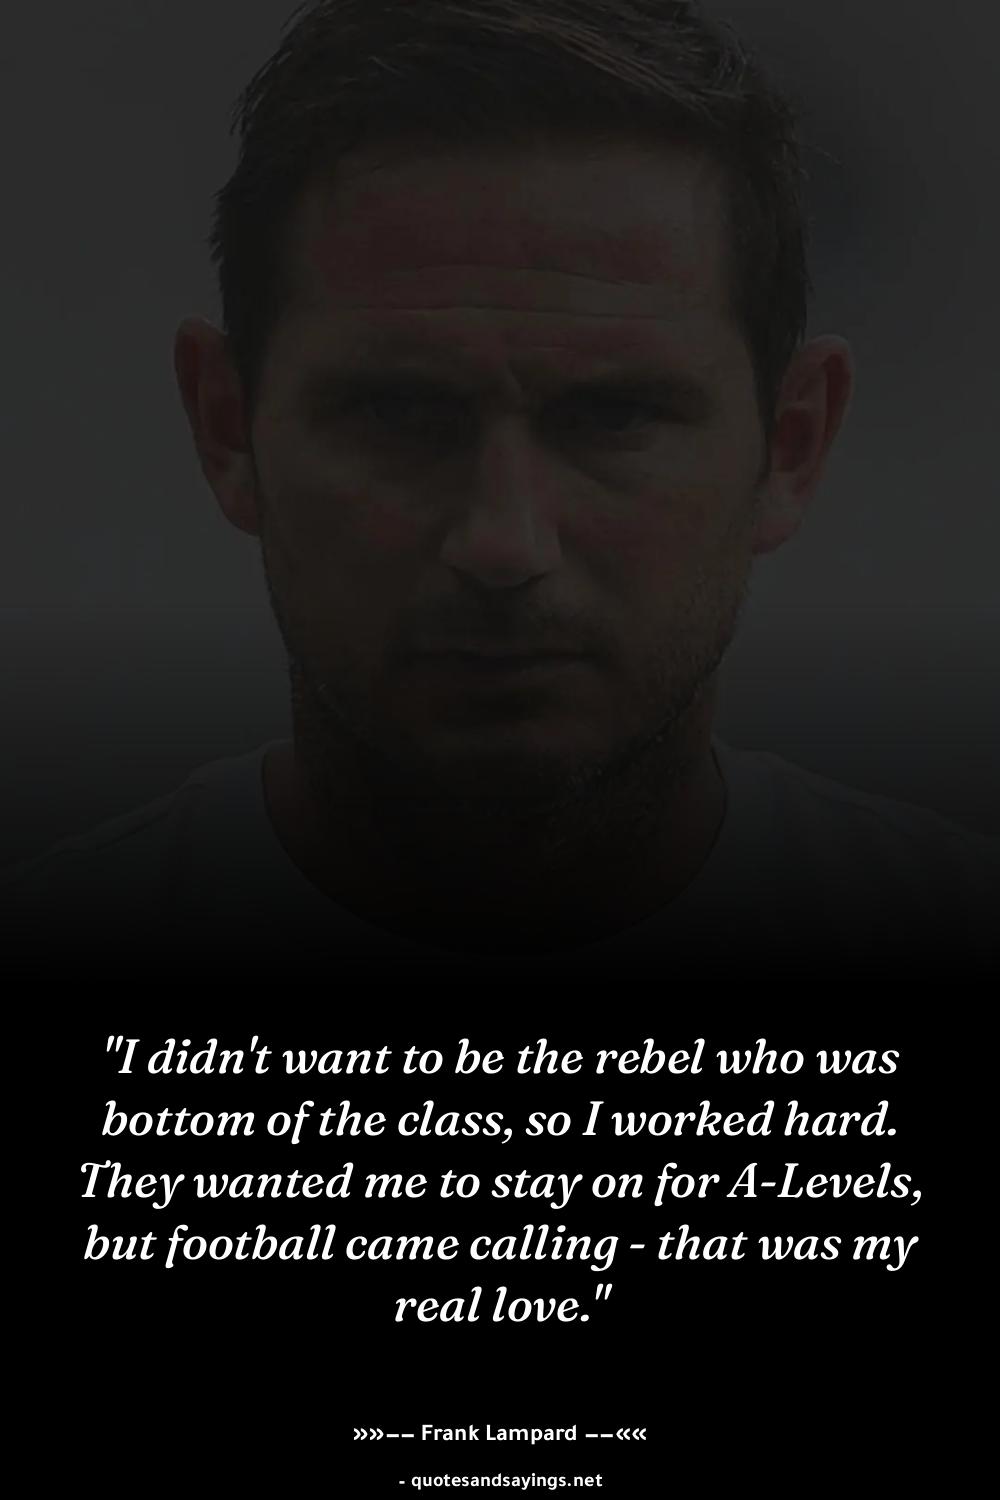 "I didn't want to be the rebel who was
bottom of the class, so I worked hard.
They wanted me to stay on for A-Levels,
but football came calling - that was my
real love."
»»–– Frank Lampard ––««
- quotesandsayings.net